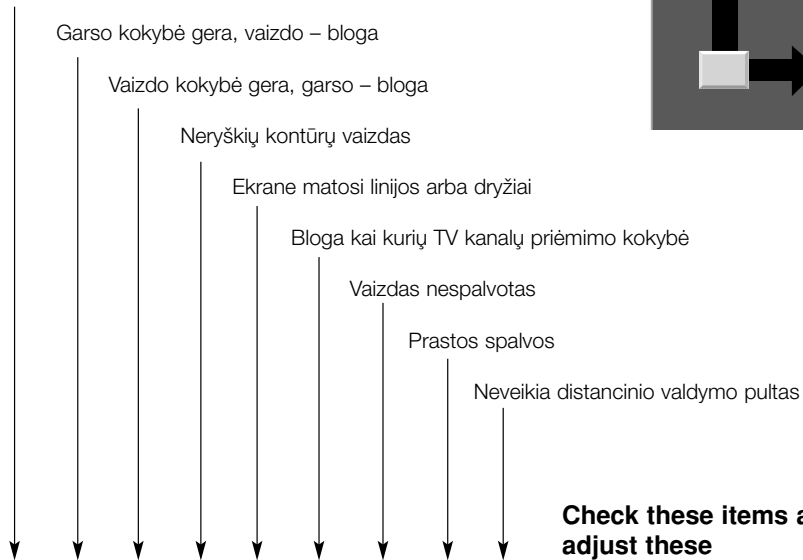 Garso kokybė gera, vaizdo – bloga
Vaizdo kokybė gera, garso – bloga
Neryškių kontūrų vaizdas
Ekrane matosi linijos arba dryžiai
Bloga kai kurių TV kanalų priėmimo kokybė
Vaizdas nespalvotas
Prastos spalvos
Neveikia distancinio valdymo pultas
Check these items
adjust these